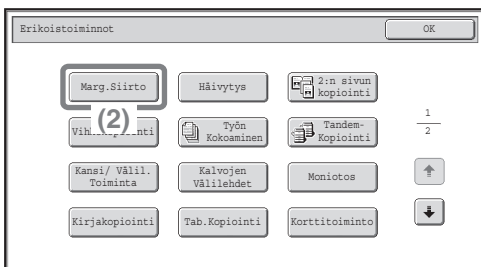 Erikoistoiminnot
OK
Marg.Siirto
Häivytys
2:n sivun
kopiointi
(2)
Työn
Kokoaminen
Tandem-
Kopiointi
1
2
Kansi/ Välil.
Toiminta
Kalvojen
Välilehdet
Moniotos
Kirjakopiointi
Tab.Kopiointi
Korttitoiminto